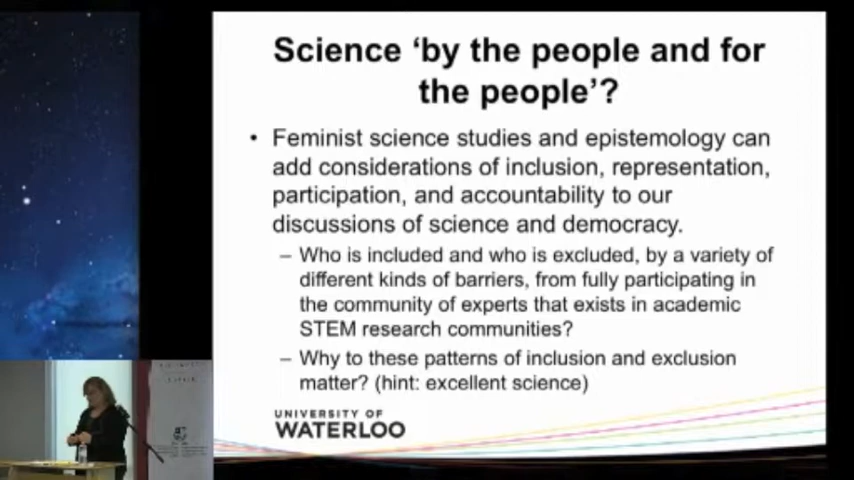 Science ‘by the people and for
the people’?
• Feminist science studies and epistemology can
add considerations of inclusion, representation,
participation, and accountability to our
discussions of science and democracy.
– Who is included and who is excluded, by a variety of
different kinds of barriers, from fully participating in
the community of experts that exists in academic
STEM research communities?
– Why to these patterns of inclusion and exclusion
matter? (hint: excellent science)
UNIVERSITY OF
WATERLOO